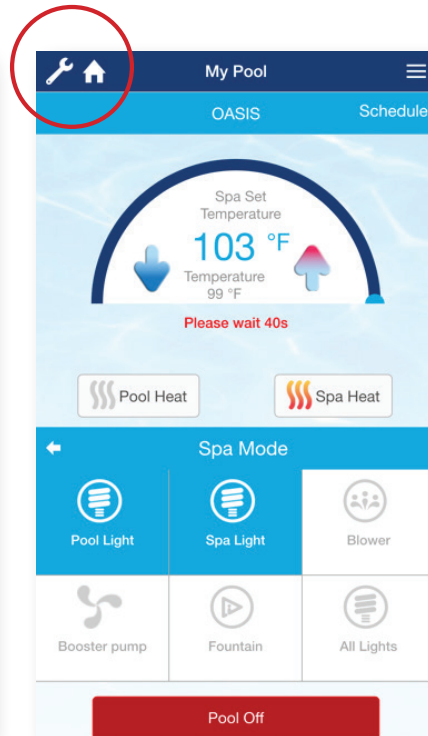 My Pool
OASIS
Schedule
Spa Set
Temperature
103 °F
Temperature
99 °F
Please wait 40s
Pool Heat
Spa Heat
Spa Mode
Pool Light
Spa Light
Blower
Booster pump
Fountain
All Lights
Pool Off